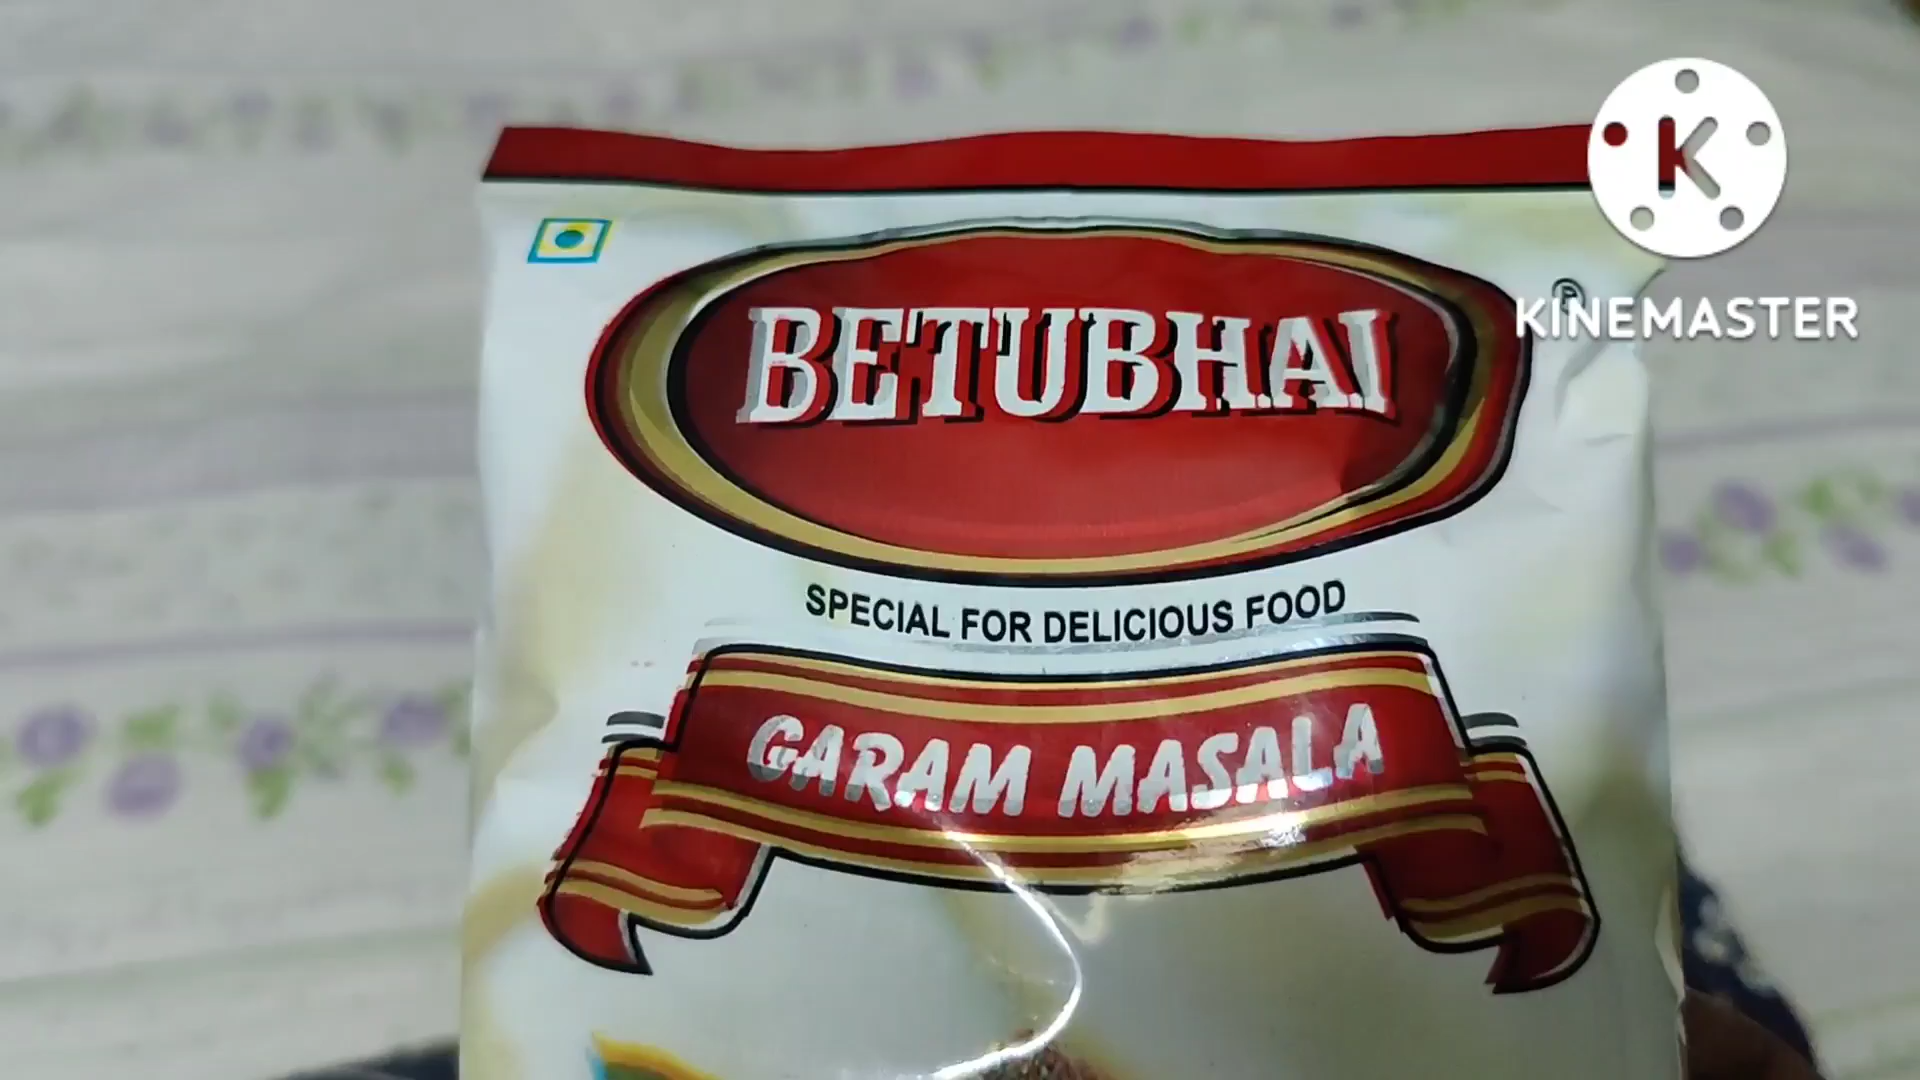 BETUBHAI
®
K
KINEMASTER
SPECIAL FOR DELICIOUS FOOD
GARAM MASALA